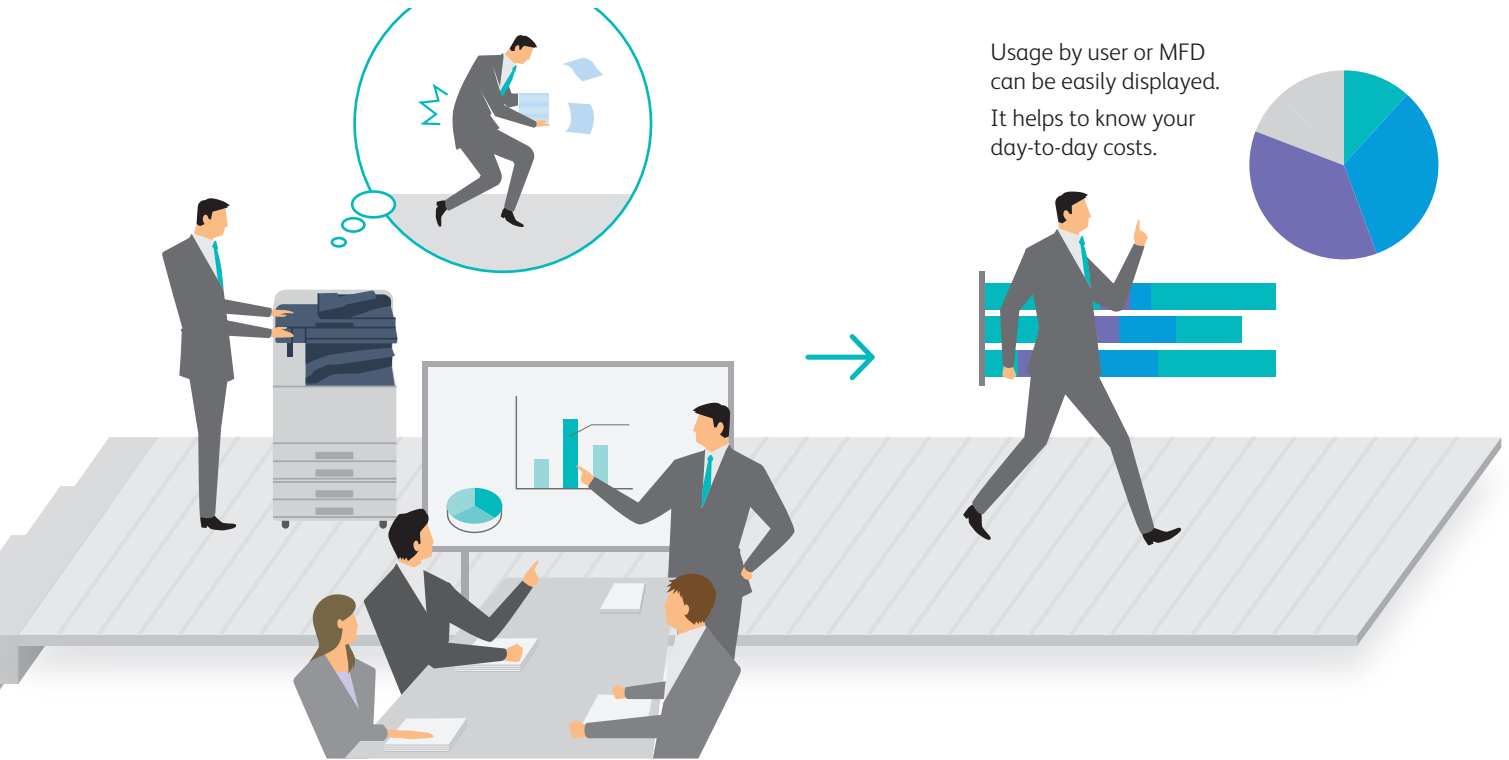 Usage by user or MFD
can be easily displayed.
It helps to know your
day-to-day costs.